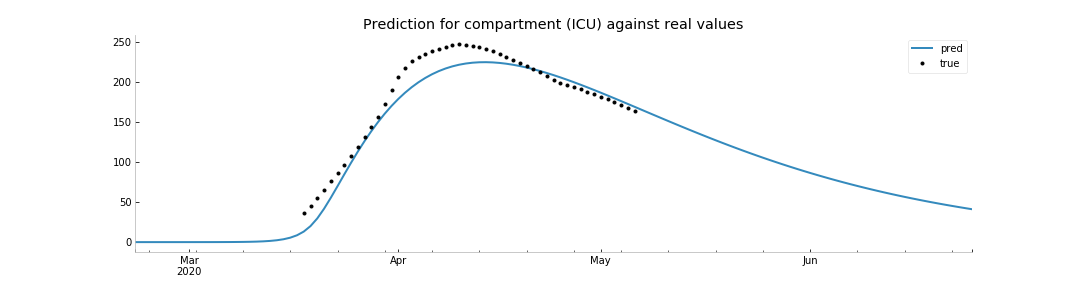 Prediction for compartment (ICU) against real values
250
200
150
100
50
0
pred
true
Mar
2020
Apr
May
Jun